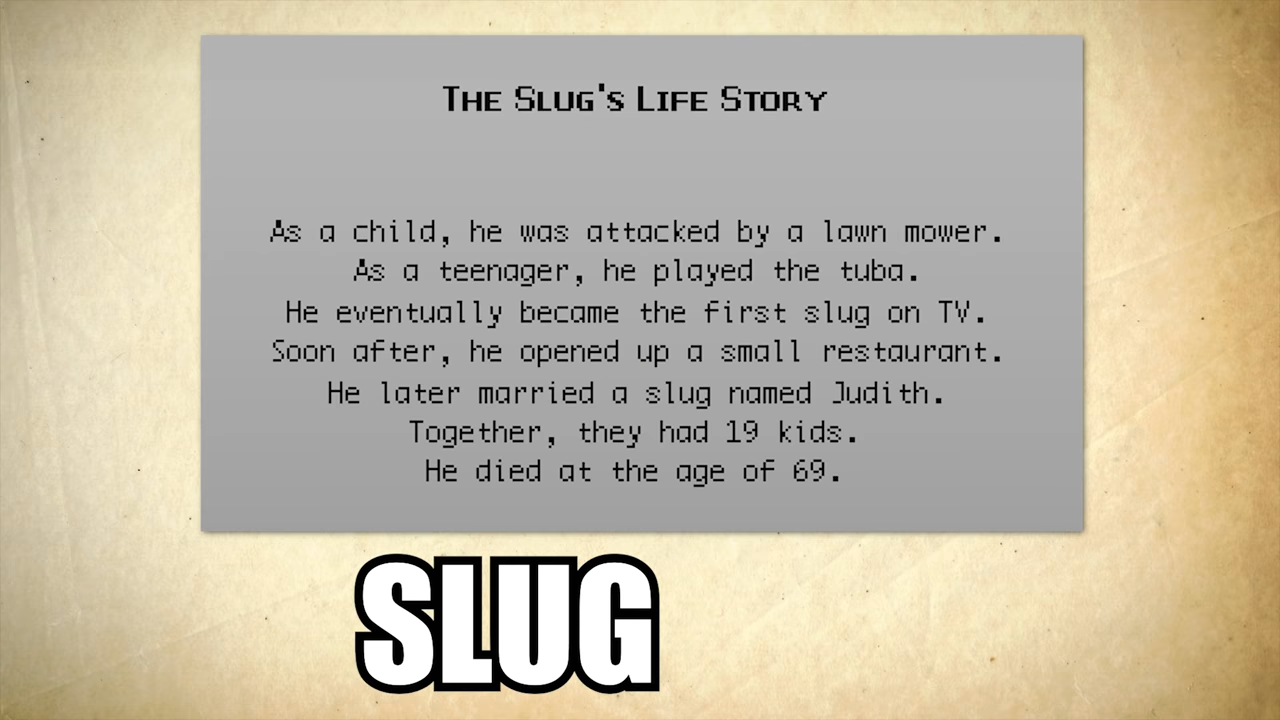 The Slug's Life Story
As a child, he was attacked by a lawn mower.
As a teenager, he played the tuba.
He eventually became the first slug on TV.
Soon after, he opened up a small restaurant.
He later married a slug named Judith.
Together, they had 19 kids.
He died at the age of 69.
SLUG